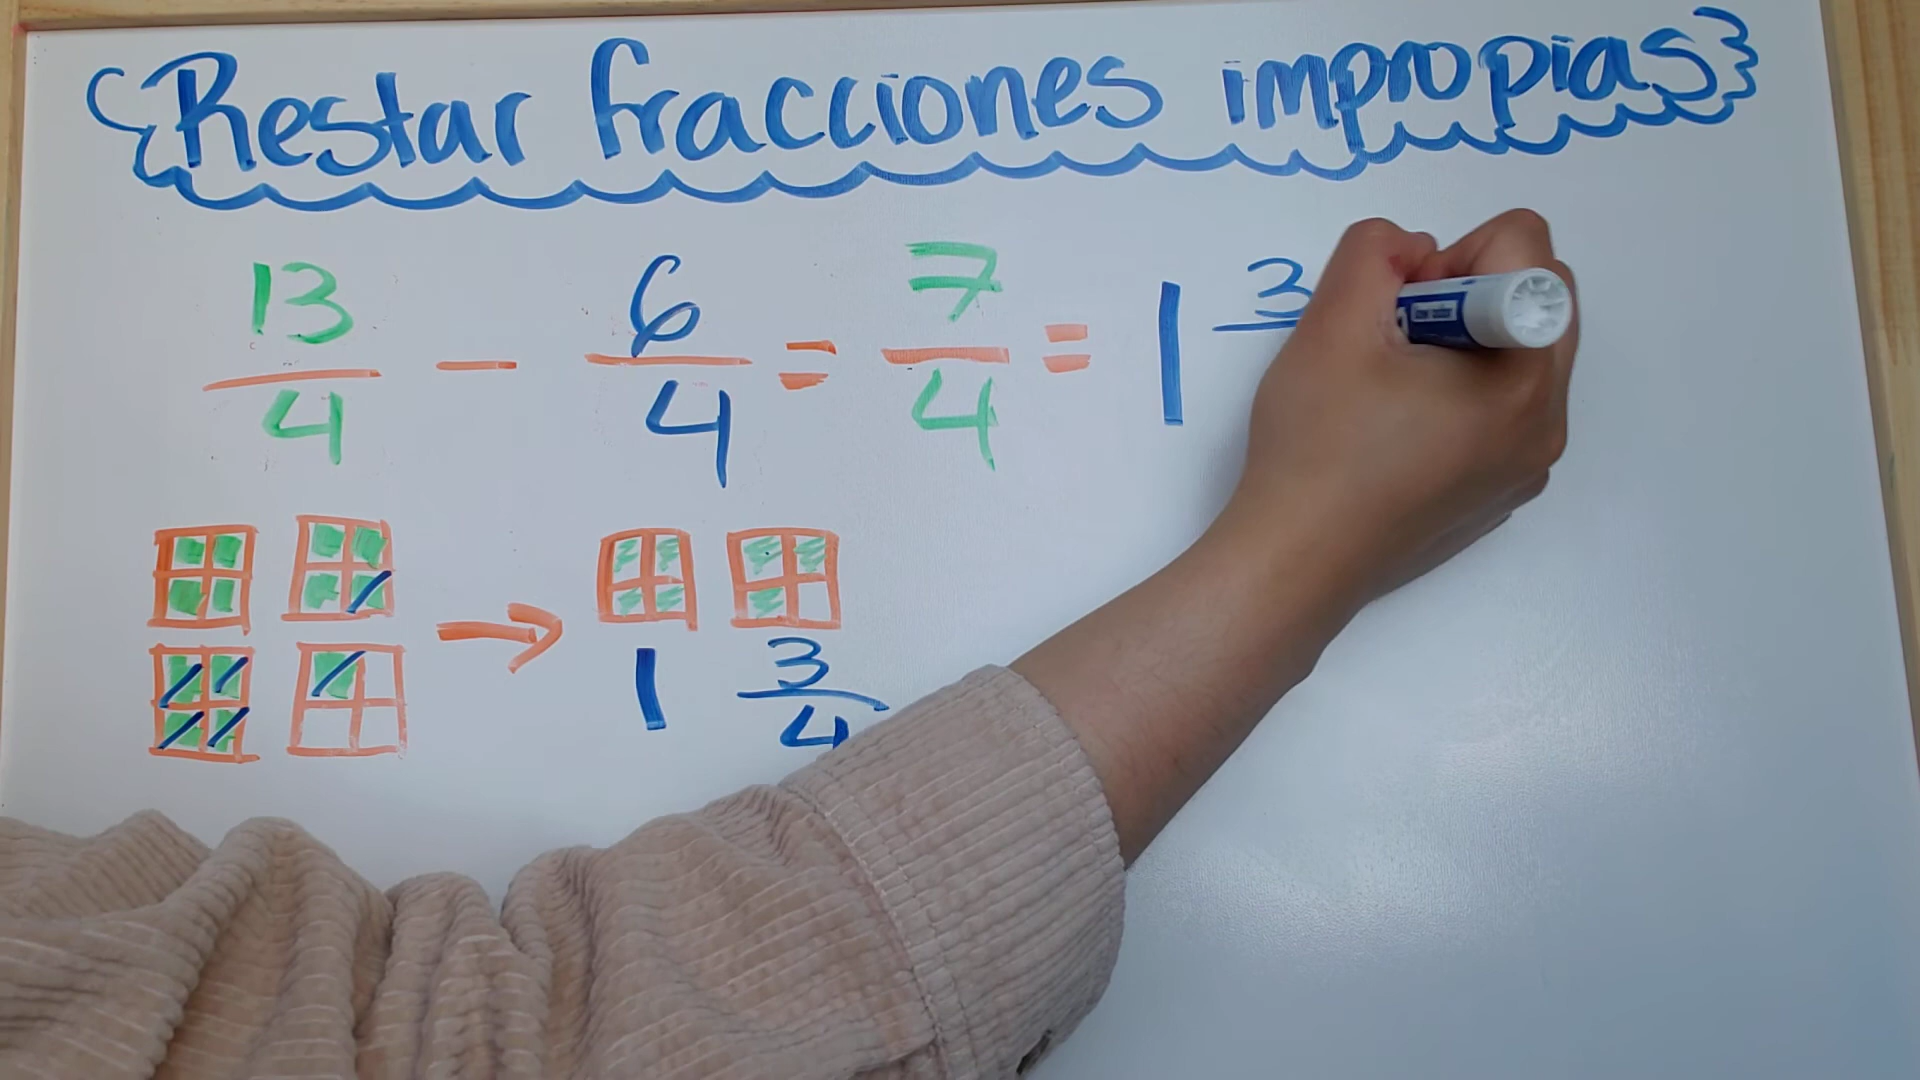 Restar fracciones impropias
13/4 - 6/4 = 7/4 = 1 3
1 3/4